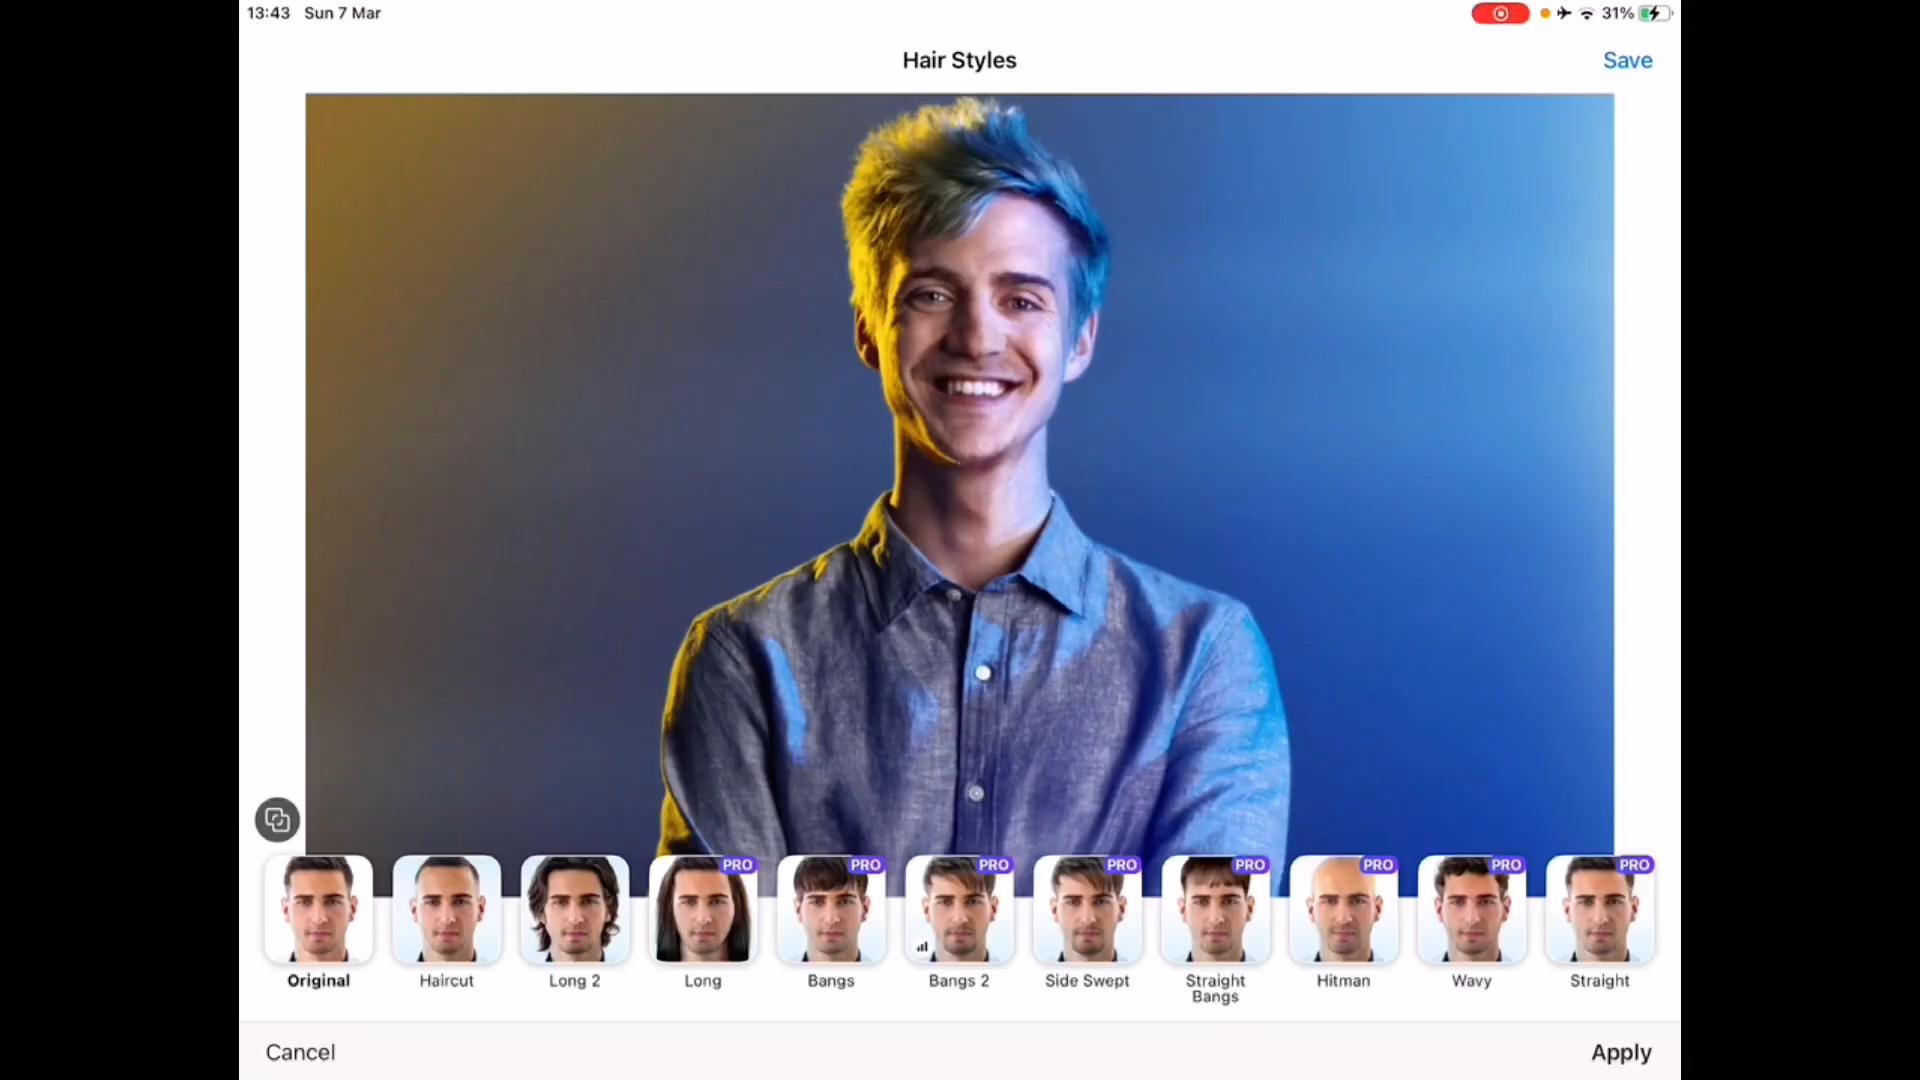 13:43 Sun 7 Mar
31%
Hair Styles
Save
PRO PRO PRO PRO PRO PRO PRO PRO
Original Haircut Long 2 Long Bangs Bangs 2 Side Swept Straight Bangs Hitman Wavy Straight
Cancel
Apply